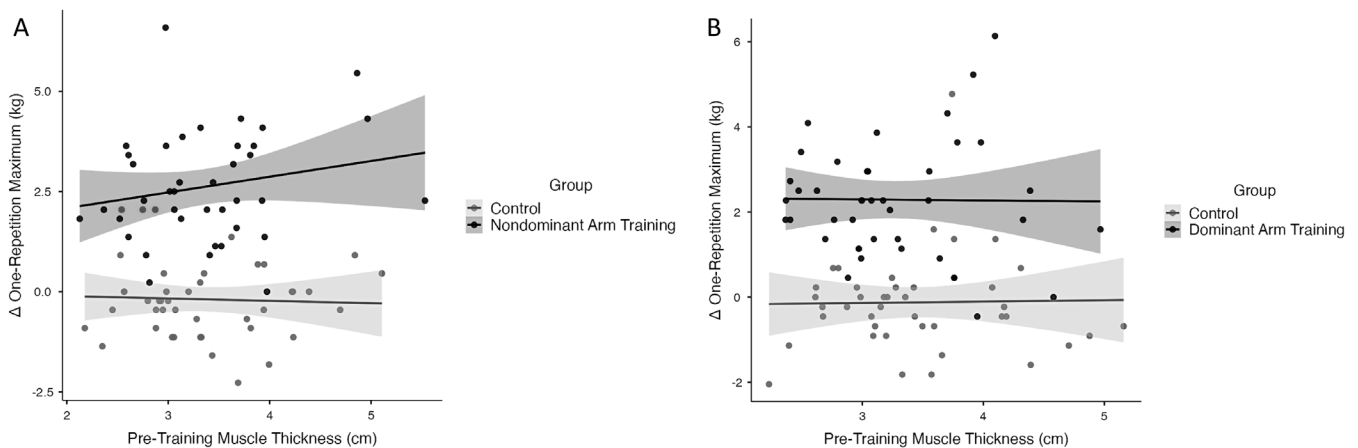 A
Δ One-Repetition Maximum (kg)
5.0
2.5
0.0
-2.5
2
3
4
5
Pre-Training Muscle Thickness (cm)
Group
Control
Nondominant Arm Training
B
Δ One-Repetition Maximum (kg)
6
4
2
0
-2
3
4
5
Pre-Training Muscle Thickness (cm)
Group
Control
Dominant Arm Training